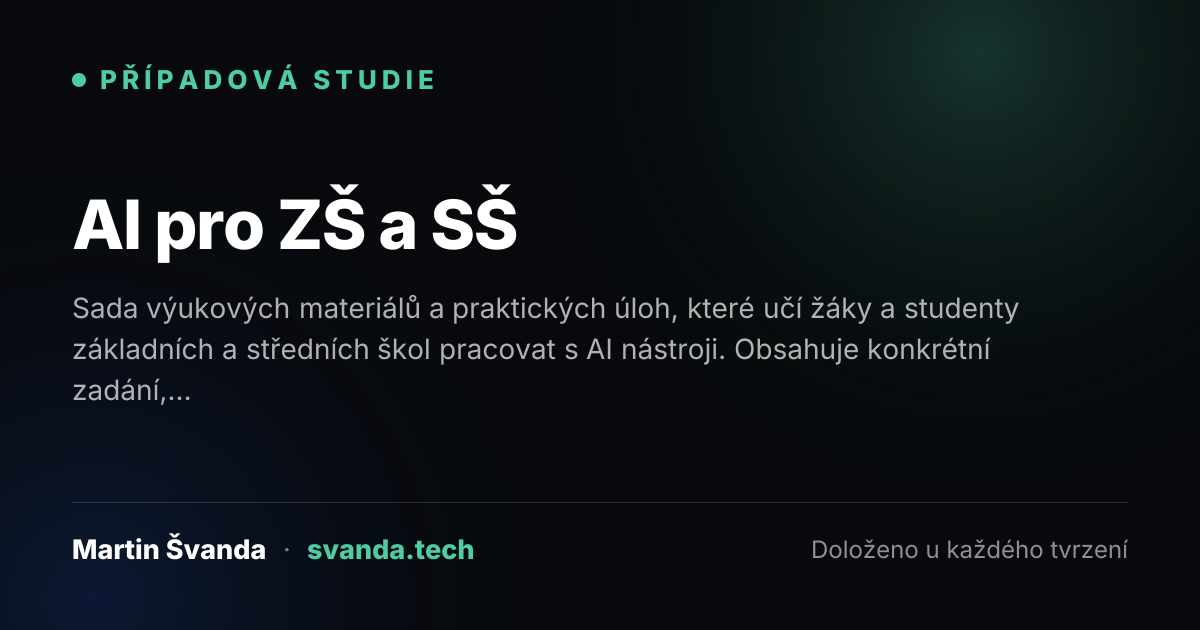 PŘÍPADOVÁ STUDIE
AI pro ZŠ a SŠ
Sada výukových materiálů a praktických úloh, které učí žáky a studenty
základních a středních škol pracovat s AI nástroji. Obsahuje konkrétní
zadání,…
Martin Švanda · svanda.tech
Doloženo u každého tvrzení